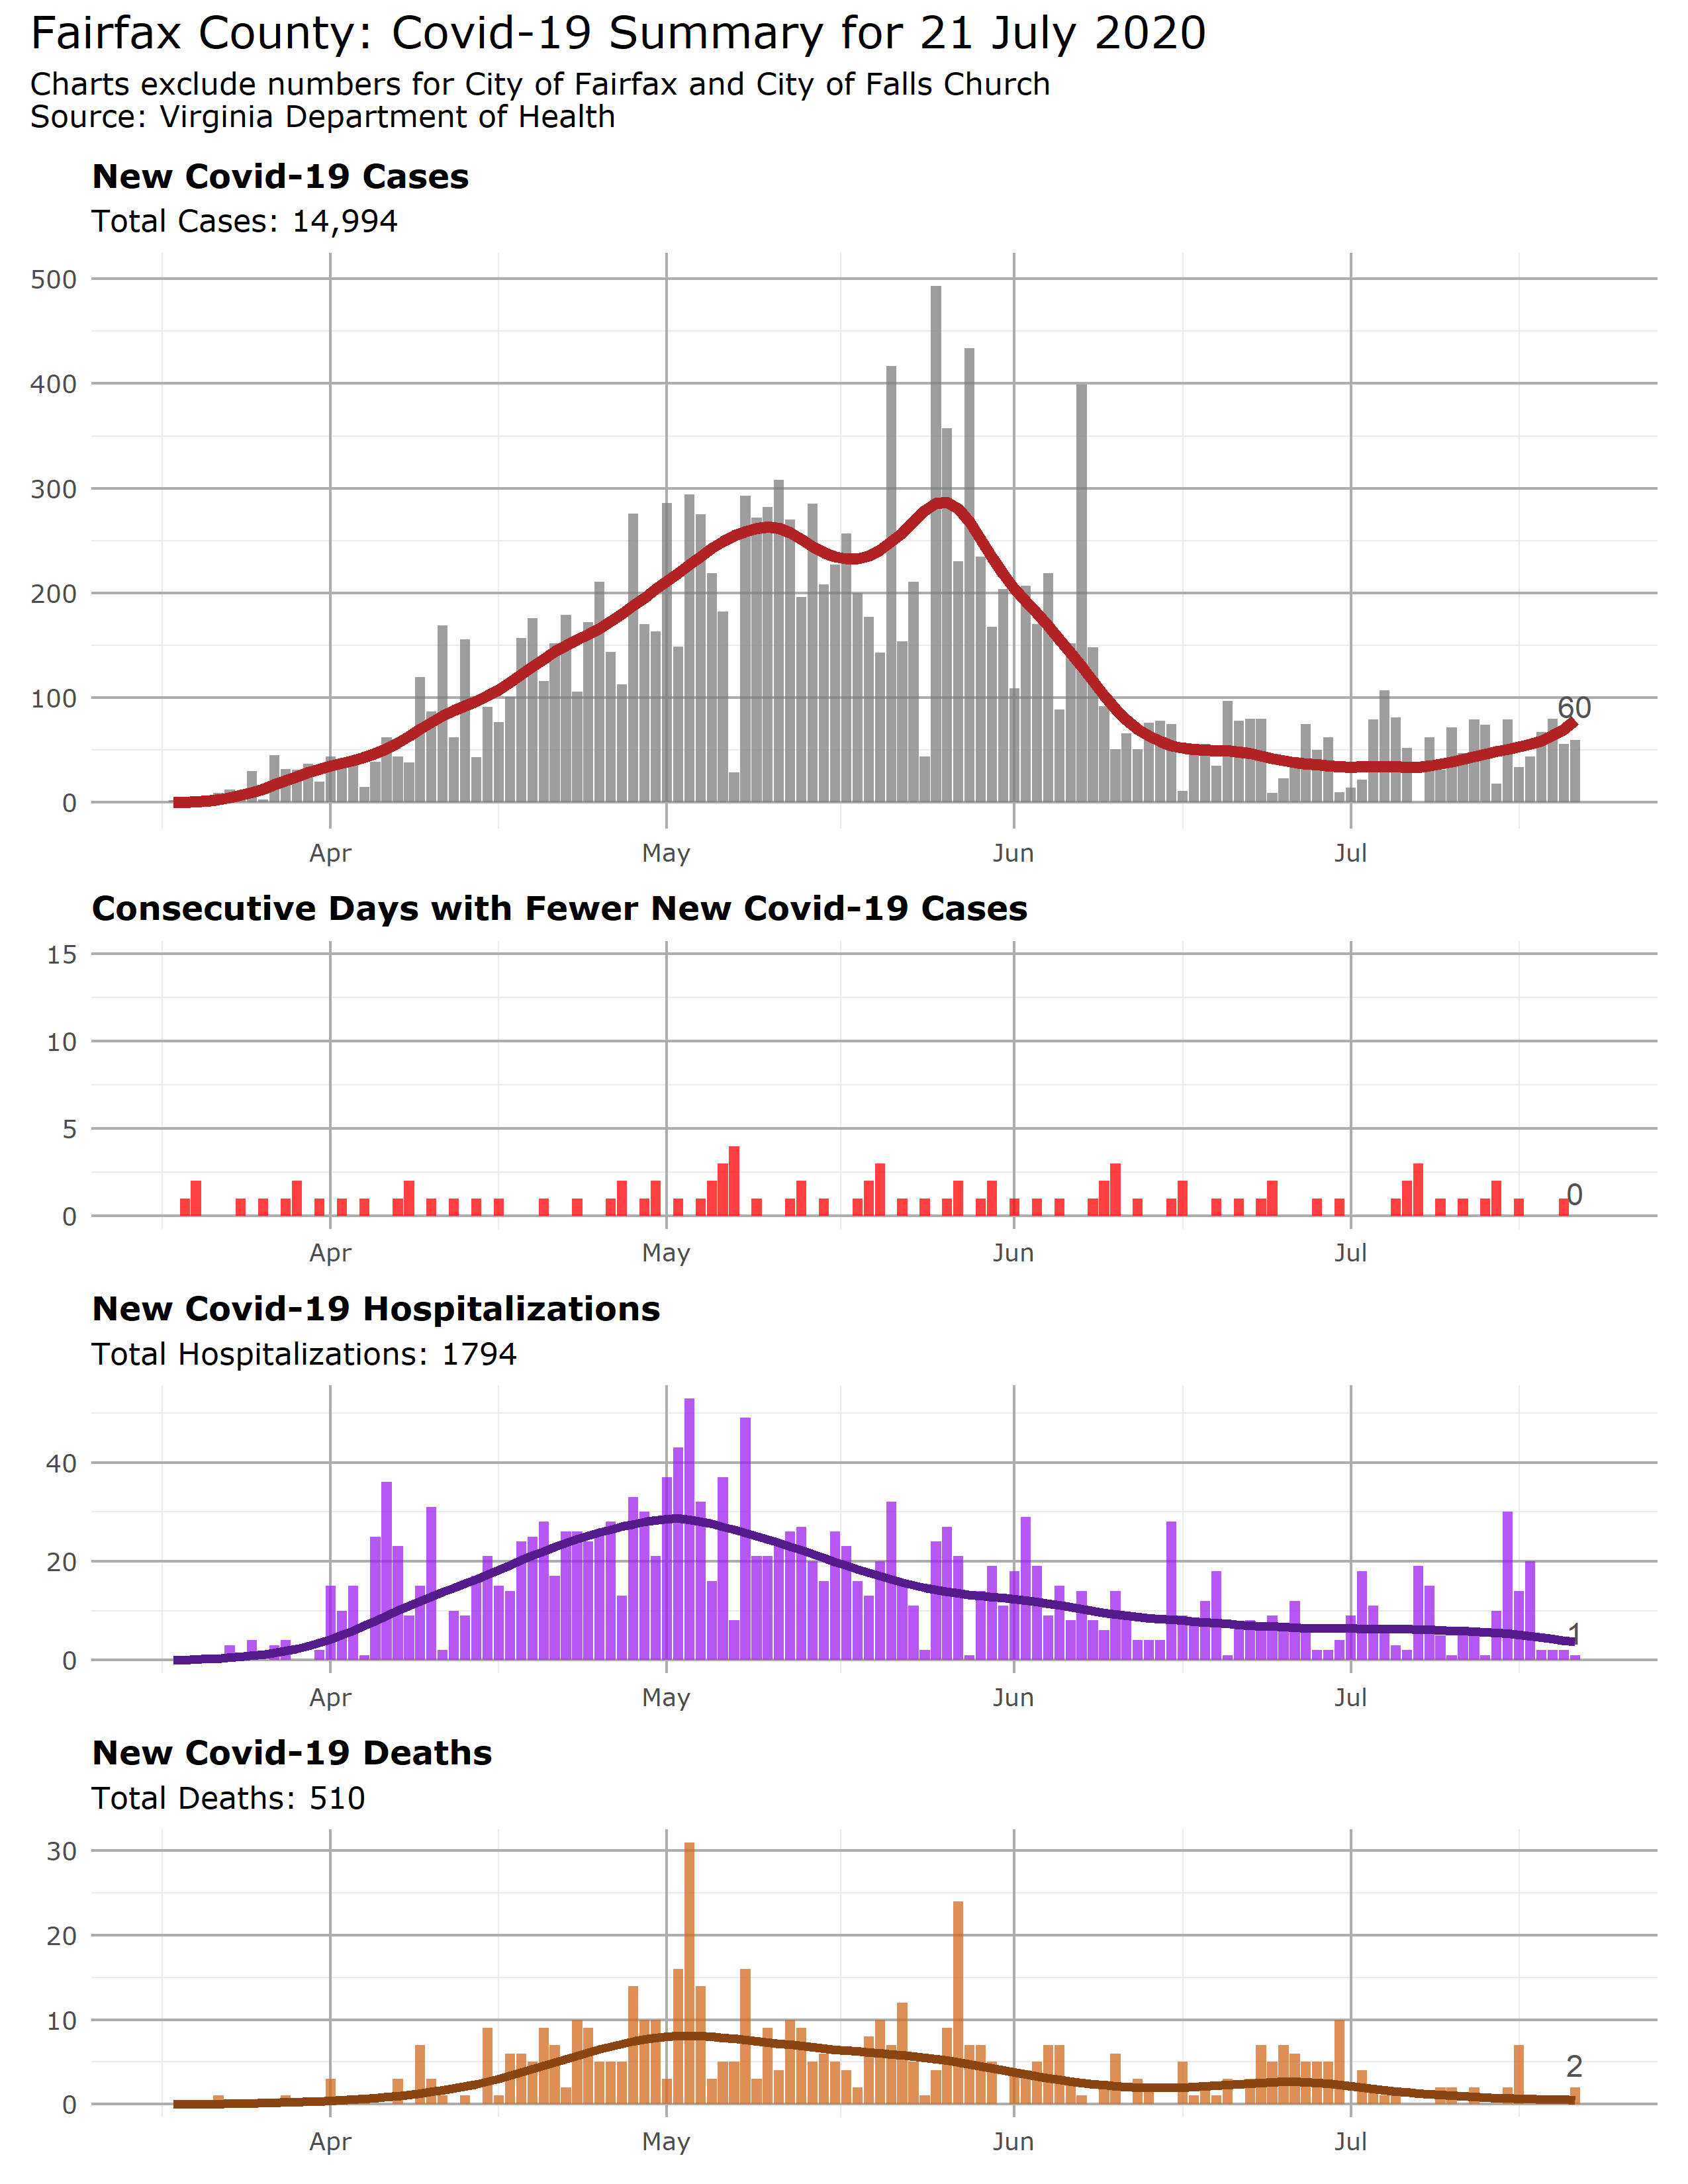 Fairfax County: Covid-19 Summary for 21 July 2020
Charts exclude numbers for City of Fairfax and City of Falls Church
Source: Virginia Department of Health
New Covid-19 Cases
Total Cases: 14,994
500
400
300
200
100
0
60
Apr May Jun Jul
Consecutive Days with Fewer New Covid-19 Cases
15
10
5
0
0
Apr May Jun Jul
New Covid-19 Hospitalizations
Total Hospitalizations: 1794
40
20
0
1
Apr May Jun Jul
New Covid-19 Deaths
Total Deaths: 510
30
20
10
0
2
Apr May Jun Jul